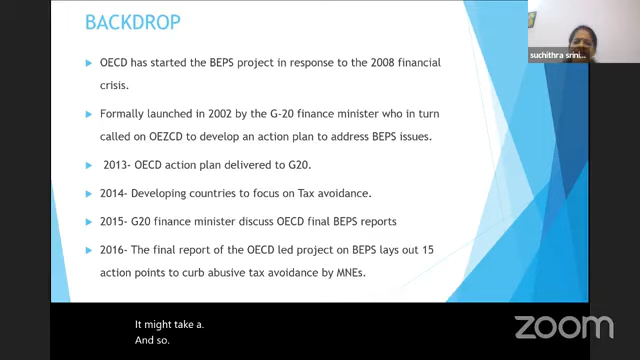 BACKDROP
OECD has started the BEPS project in response to the 2008 financial
crisis.
Formally launched in 2002 by the G-20 finance minister who in turn
called on OEZCD to develop an action plan to address BEPS issues.
2013- OECD action plan delivered to G20.
2014- Developing countries to focus on Tax avoidance.
2015- G20 finance minister discuss OECD final BEPS reports
2016- The final report of the OECD led project on BEPS lays out 15
action points to curb abusive tax avoidance by MNEs.
suchithra srini...
It might take a.
And so.
zoom